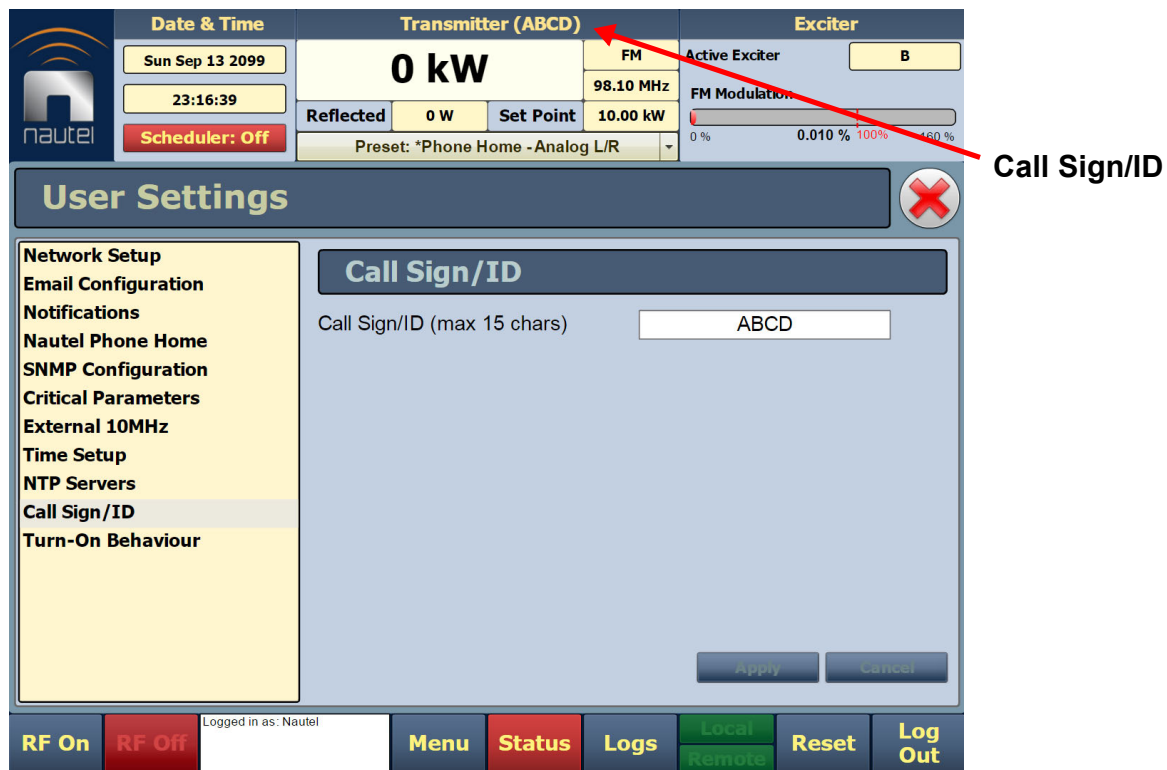 nautel
Date & Time
Sun Sep 13 2099
23:16:39
Scheduler: Off
Transmitter (ABCD)
0 kW
FM
98.10 MHz
Reflected 0 W Set Point 10.00 kW
Preset: *Phone Home - Analog L/R
Exciter
Active Exciter B
FM Modulation
0 % 0.010 % 100% 160 %
Call Sign/ID
User Settings
Network Setup
Email Configuration
Notifications
Nautel Phone Home
SNMP Configuration
Critical Parameters
External 10MHz
Time Setup
NTP Servers
Call Sign/ID
Turn-On Behaviour
Call Sign/ID
Call Sign/ID (max 15 chars) ABCD
Apply Cancel
RF On
RF Off
Logged in as: Nautel
Menu
Status
Logs
Local
Remote
Reset
Log
Out